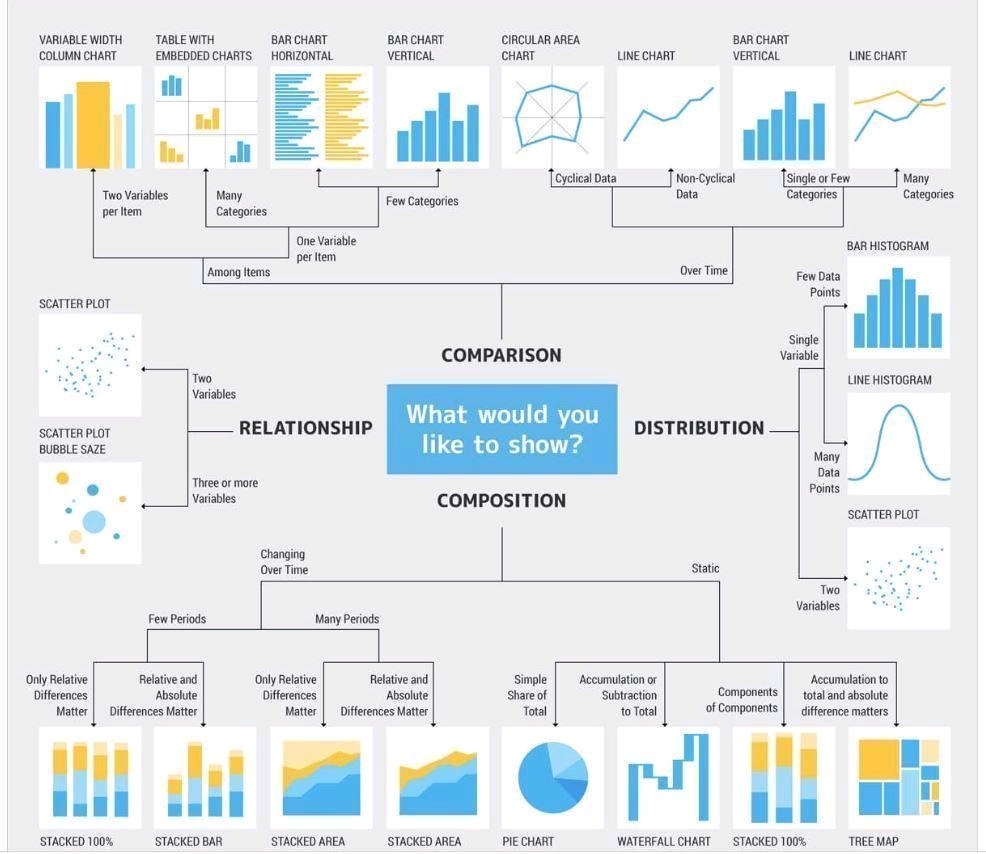 VARIABLE WIDTH
COLUMN CHART
TABLE WITH
EMBEDDED CHARTS
BAR CHART
HORIZONTAL
BAR CHART
VERTICAL
CIRCULAR AREA
CHART
LINE CHART
BAR CHART
VERTICAL
LINE CHART
Two Variables
per Item
Many
Categories
Few Categories
Cyclical Data
Non-Cyclical
Data
Single or Few
Categories
Many
Categories
One Variable
per Item
Among Items
Over Time
BAR HISTOGRAM
Few Data
Points
Single
Variable
SCATTER PLOT
COMPARISON
Two
Variables
LINE HISTOGRAM
RELATIONSHIP
What would you
like to show?
DISTRIBUTION
SCATTER PLOT
BUBBLE SAZE
Many
Data
Points
Three or more
Variables
COMPOSITION
SCATTER PLOT
Two
Variables
Changing
Over Time
Static
Few Periods
Many Periods
Only Relative
Differences
Matter
Relative and
Absolute
Differences Matter
Only Relative
Differences
Matter
Relative and
Absolute
Differences Matter
Simple
Share of
Total
Accumulation or
Subtraction
to Total
Components
of Components
Accumulation to
total and absolute
difference matters
STACKED 100%
STACKED BAR
STACKED AREA
STACKED AREA
PIE CHART
WATERFALL CHART
STACKED 100%
TREE MAP